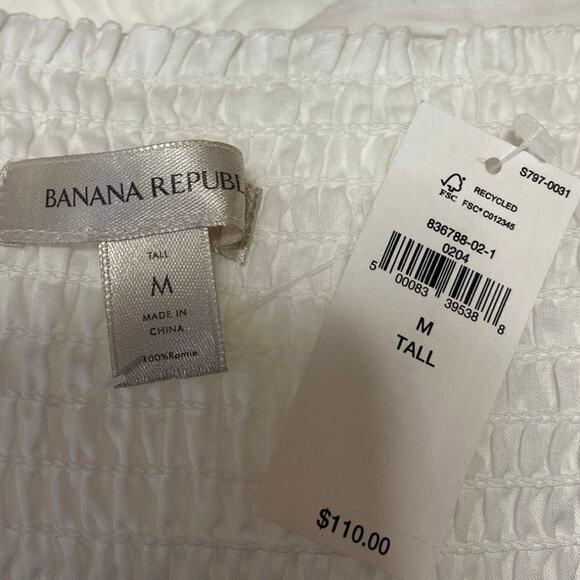 BANANA REPUBL
TALL
M
MADE IN
CHINA
100% Ramie
S797-0031
FSC
RECYCLED
FSC® C012345
836788-02-1
0204
5 00083 39538 8
M
TALL
$110.00